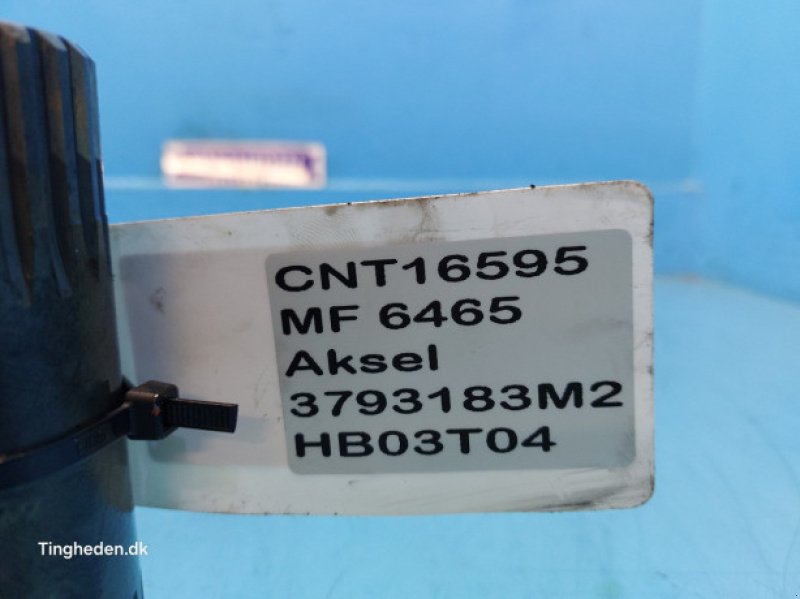 CNT16595
MF 6465
Aksel
3793183M2
HB03T04
Tingheden.dk